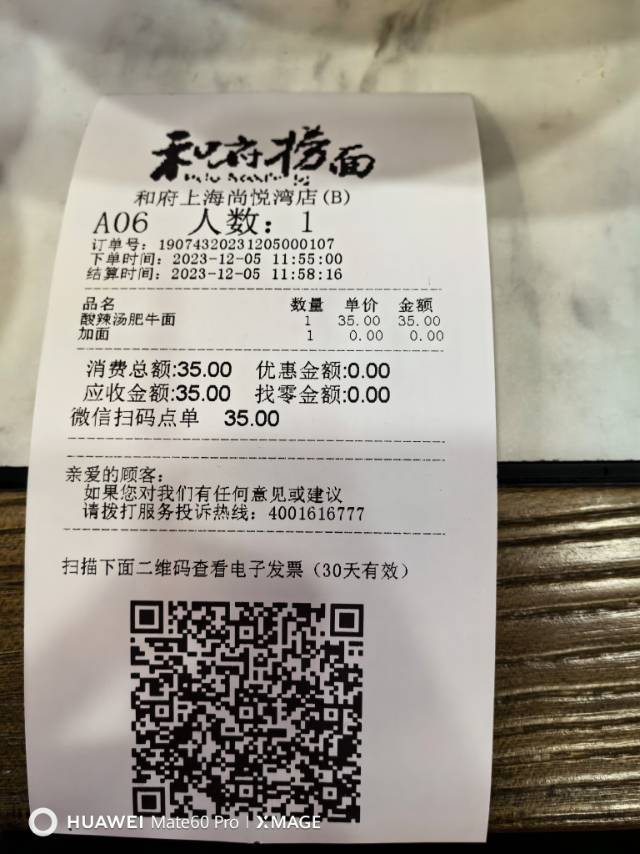 和府捞面
和府上海尚悦湾店(B)
A06 人数: 1
订单号: 19074320231205000107
下单时间: 2023-12-05 11:55:00
结算时间: 2023-12-05 11:58:16
品名 数量 单价 金额
酸辣汤肥牛面 1 35.00 35.00
加面 1 0.00 0.00
消费总额:35.00 优惠金额:0.00
应收金额:35.00 找零金额:0.00
微信扫码点单 35.00
亲爱的顾客:
如果您对我们有任何意见或建议
请拨打服务投诉热线: 4001616777
扫描下面二维码查看电子发票（30天有效）
HUAWEI Mate60 Pro | XMAGE